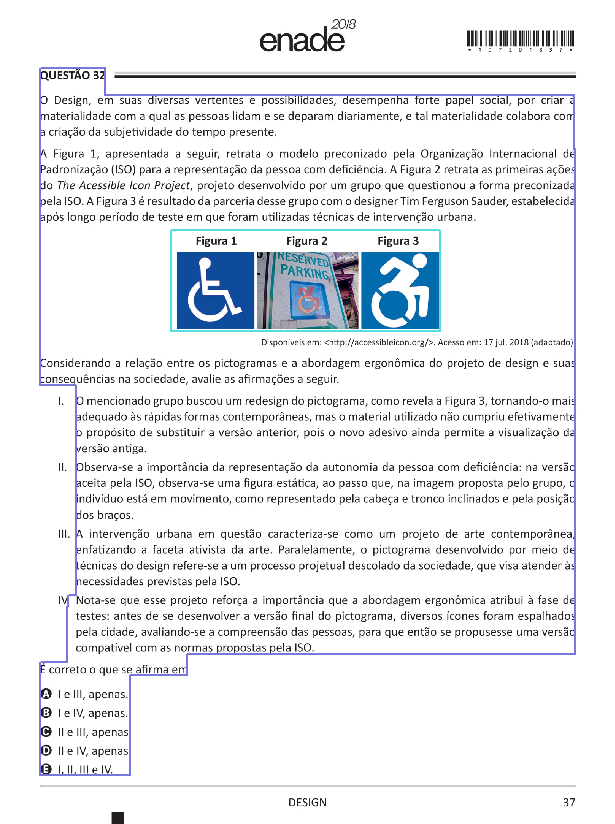 enade 2018
QUESTÃO 32
O Design, em suas diversas vertentes e possibilidades, desempenha forte papel social, por criar a
materialidade com a qual as pessoas lidam e se deparam diariamente, e tal materialidade colabora com
a criação da subjetividade do tempo presente.
A Figura 1, apresentada a seguir, retrata o modelo preconizado pela Organização Internacional de
Padronização (ISO) para a representação da pessoa com deficiência. A Figura 2 retrata as primeiras ações
do The Acessible Icon Project, projeto desenvolvido por um grupo que questionou a forma preconizada
pela ISO. A Figura 3 é resultado da parceria desse grupo com o designer Tim Ferguson Sauder, estabelecida
após longo período de teste em que foram utilizadas técnicas de intervenção urbana.
Figura 1 Figura 2 Figura 3
RESERVED
PARKING
Disponíveis em: <http://accessibleicon.org/>. Acesso em: 17 jul. 2018 (adaptado).
Considerando a relação entre os pictogramas e a abordagem ergonômica do projeto de design e suas
consequências na sociedade, avalie as afirmações a seguir.
I. O mencionado grupo buscou um redesign do pictograma, como revela a Figura 3, tornando-o mais
adequado às rápidas formas contemporâneas, mas o material utilizado não cumpriu efetivamente
o propósito de substituir a versão anterior, pois o novo adesivo ainda permite a visualização da
versão antiga.
II. Observa-se a importância da representação da autonomia da pessoa com deficiência: na versão
aceita pela ISO, observa-se uma figura estática, ao passo que, na imagem proposta pelo grupo, o
indivíduo está em movimento, como representado pela cabeça e tronco inclinados e pela posição
dos braços.
III. A intervenção urbana em questão caracteriza-se como um projeto de arte contemporânea,
enfatizando a faceta ativista da arte. Paralelamente, o pictograma desenvolvido por meio de
técnicas do design refere-se a um processo projetual descolado da sociedade, que visa atender às
necessidades previstas pela ISO.
IV. Nota-se que esse projeto reforça a importância que a abordagem ergonômica atribui à fase de
testes: antes de se desenvolver a versão final do pictograma, diversos ícones foram espalhados
pela cidade, avaliando-se a compreensão das pessoas, para que então se propusesse uma versão
compatível com as normas propostas pela ISO.
É correto o que se afirma em
A I e III, apenas.
B I e IV, apenas.
C II e III, apenas.
D II e IV, apenas.
E I, II, III e IV.
DESIGN 37